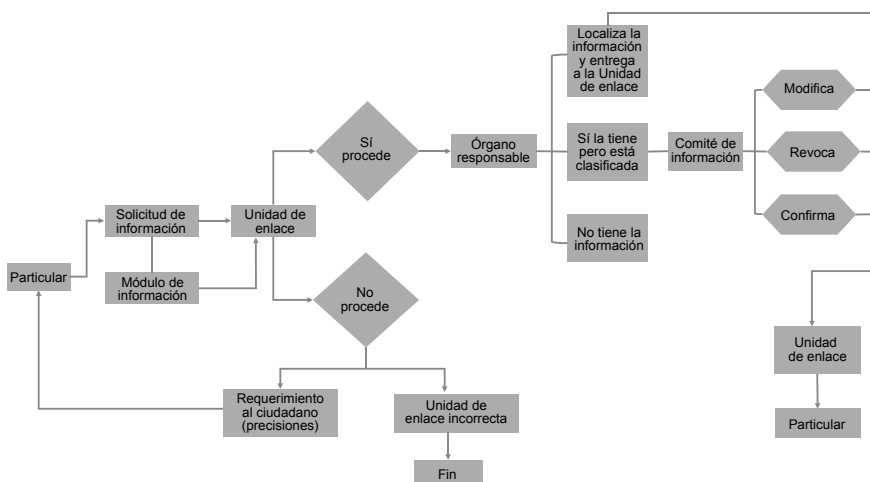 Particular
Solicitud de
información
Módulo de
información
Unidad de
enlace
Sí
procede
No
procede
Requerimiento
al ciudadano
(precisiones)
Unidad de
enlace incorrecta
Fin
Órgano
responsable
Localiza la
información
y entrega
a la Unidad
de enlace
Sí la tiene
pero está
clasificada
No tiene la
información
Comité de
información
Modifica
Revoca
Confirma
Unidad
de enlace
Particular